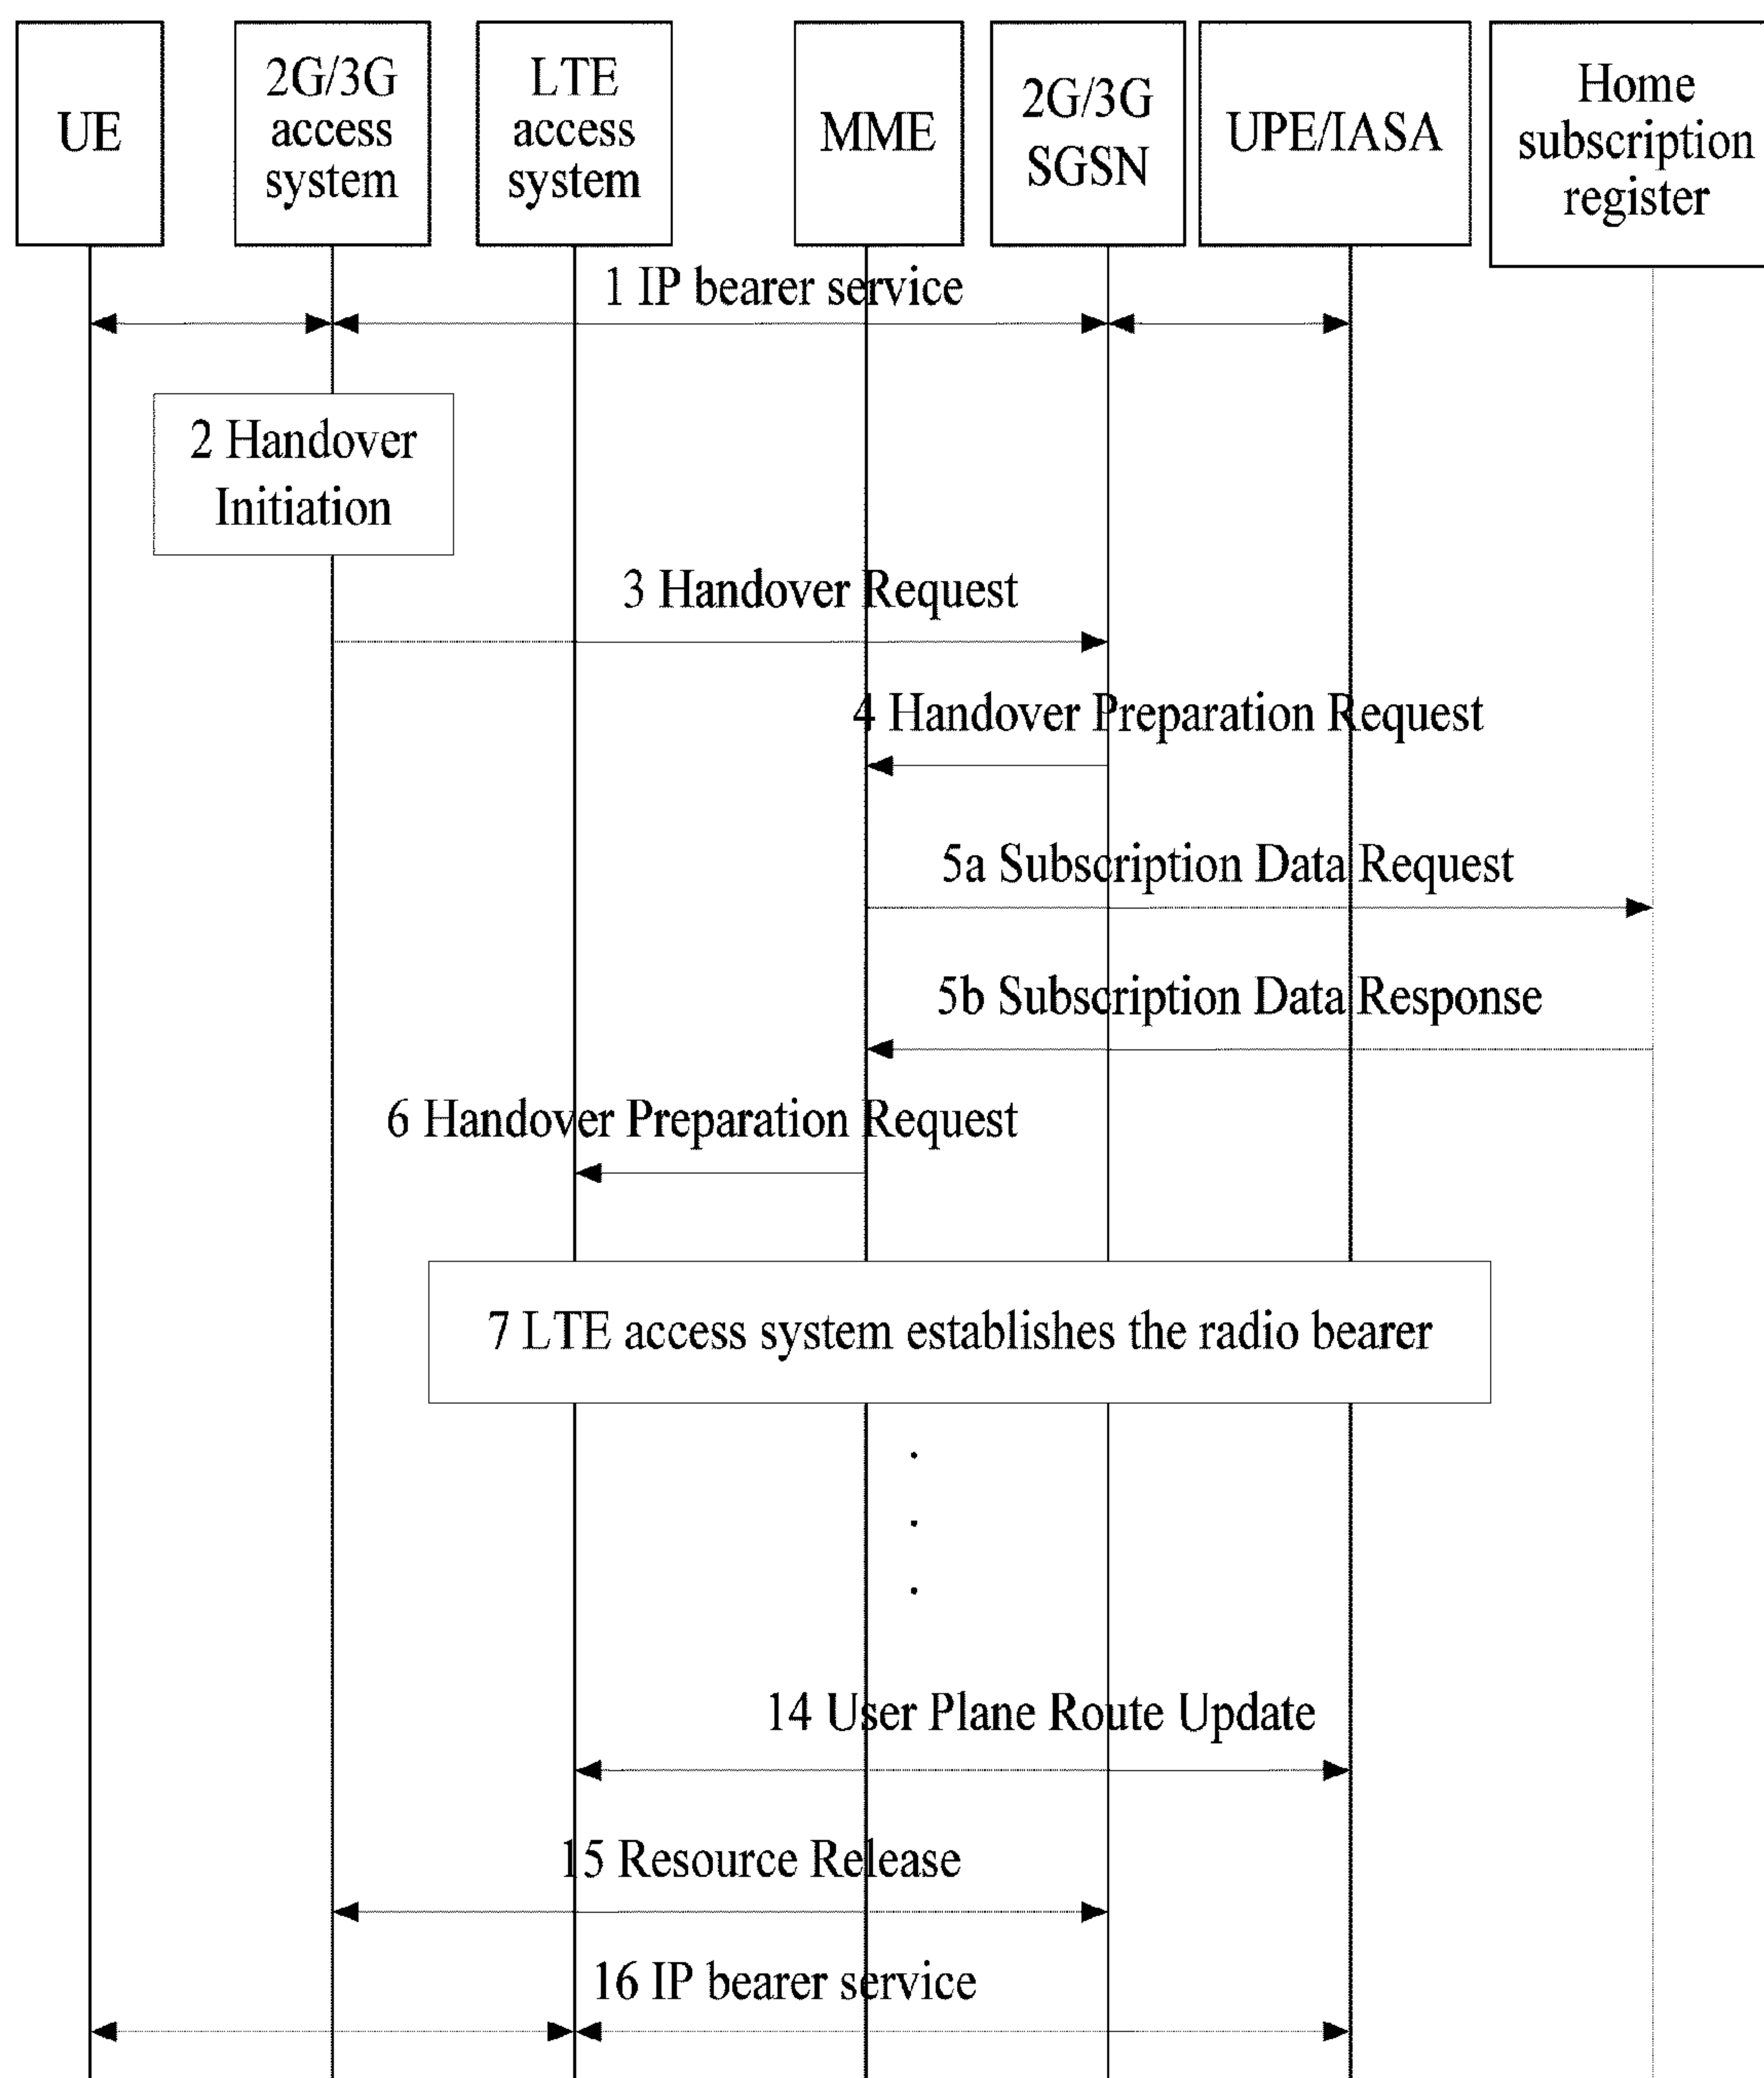 UE
2G/3G
access
system
LTE
access
system
MME
2G/3G
SGSN
UPE/IASA
Home
subscription
register
1 IP bearer service
2 Handover
Initiation
3 Handover Request
4 Handover Preparation Request
5a Subscription Data Request
5b Subscription Data Response
6 Handover Preparation Request
7 LTE access system establishes the radio bearer
14 User Plane Route Update
15 Resource Release
16 IP bearer service